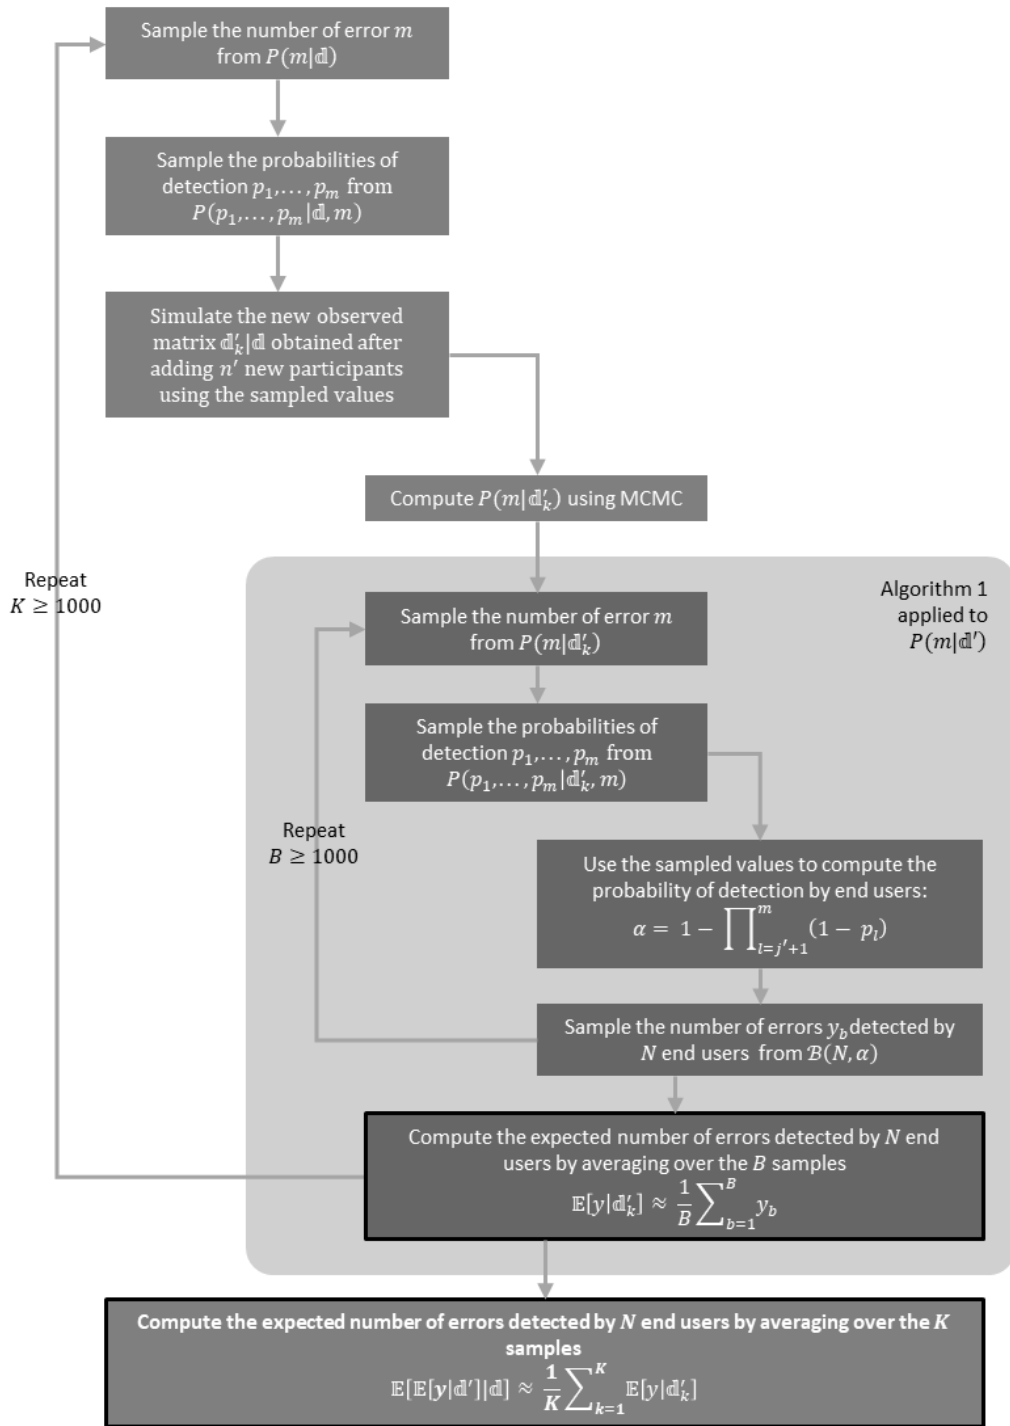 Sample the number of error m
from P(m|𝕕)
Sample the probabilities of
detection p₁,…,pₘ from
P(p₁,…,pₘ|𝕕,m)
Simulate the new observed
matrix 𝕕′ₖ|𝕕 obtained after
adding n′ new participants
using the sampled values
Compute P(m|𝕕′ₖ) using MCMC
Repeat
K ≥ 1000
Algorithm 1
applied to
P(m|𝕕′)
Sample the number of error m
from P(m|𝕕′ₖ)
Sample the probabilities of
detection p₁,…,pₘ from
P(p₁,…,pₘ|𝕕′ₖ,m)
Repeat
B ≥ 1000
Use the sampled values to compute the
probability of detection by end users:
α = 1 − ∏_{l=j′+1}^{m} (1 − p_l)
Sample the number of errors y_b detected by
N end users from ℬ(N,α)
Compute the expected number of errors detected by N end
users by averaging over the B samples
𝔼[y|𝕕′ₖ] ≈ 1/B ∑_{b=1}^{B} y_b
Compute the expected number of errors detected by N end users by averaging over the K
samples
𝔼[𝔼[y|𝕕′]|𝕕] ≈ 1/K ∑_{k=1}^{K} 𝔼[y|𝕕′ₖ]